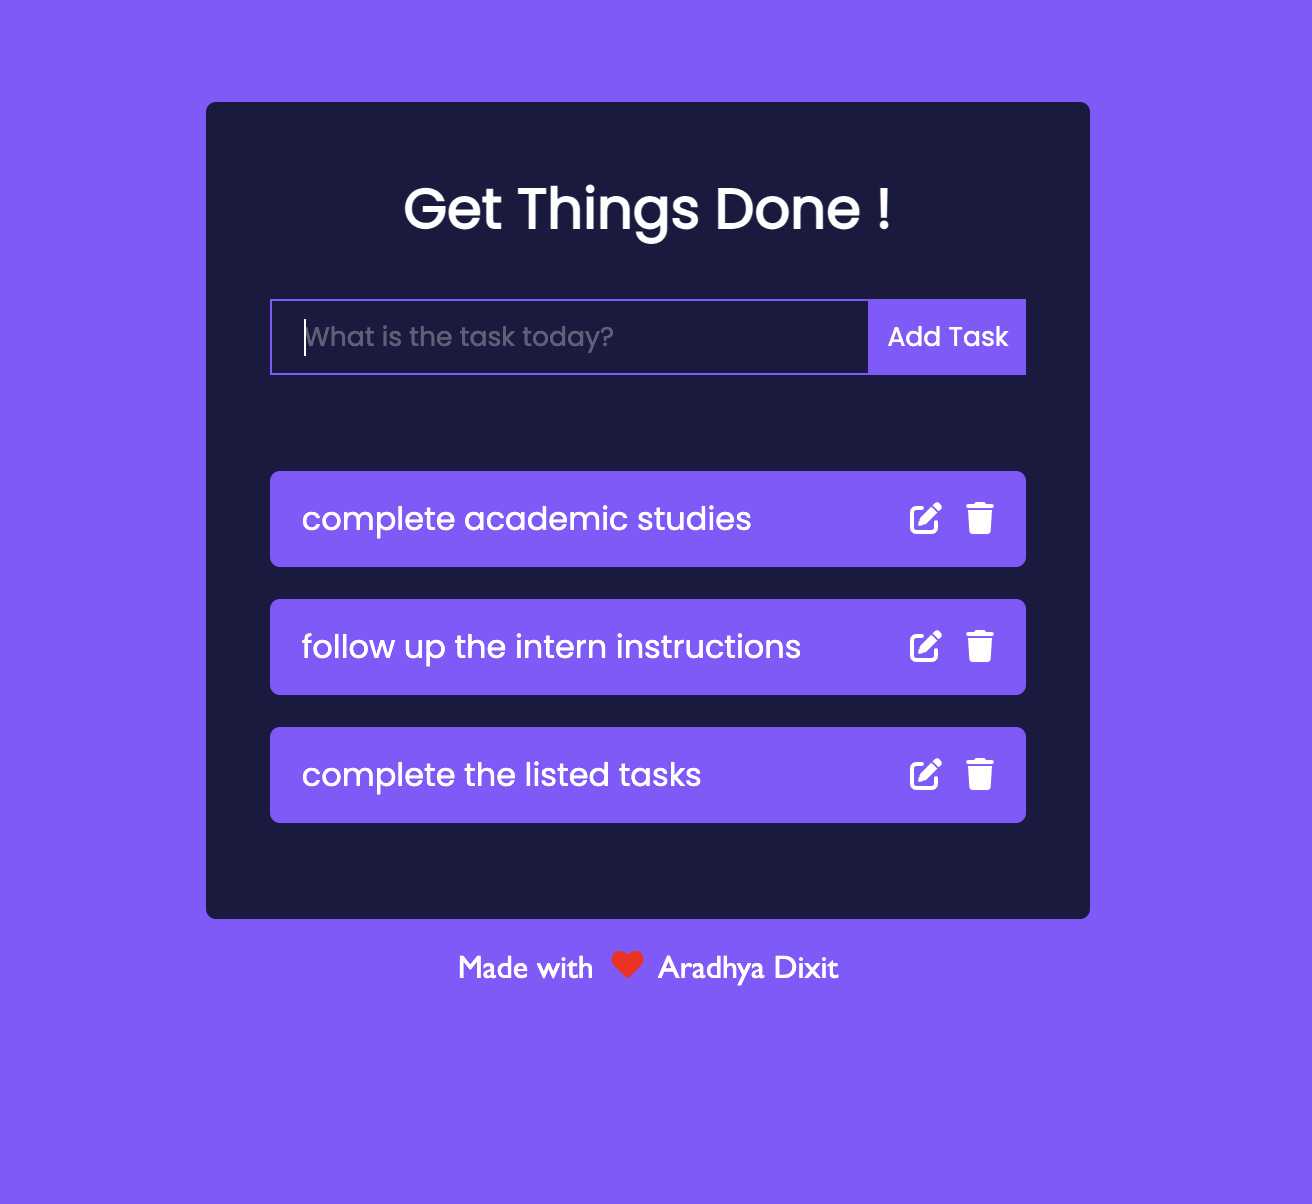 Get Things Done !
What is the task today?
Add Task
complete academic studies
follow up the intern instructions
complete the listed tasks
Made with ❤ Aradhya Dixit